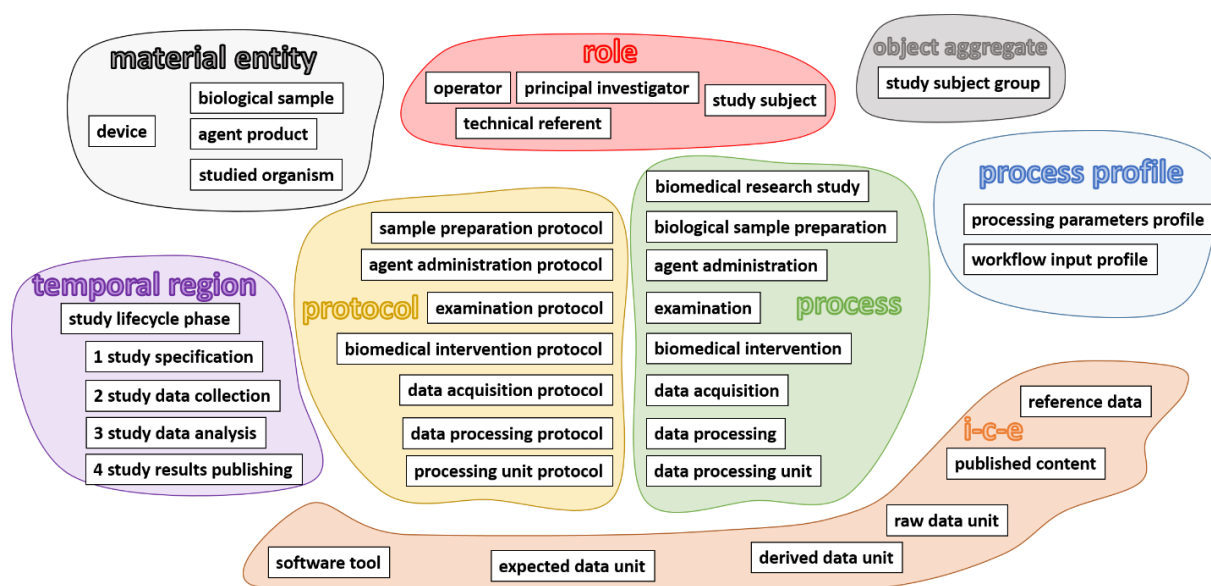 material entity
biological sample
device
agent product
studied organism
role
operator
principal investigator
study subject
technical referent
object aggregate
study subject group
process profile
processing parameters profile
workflow input profile
temporal region
study lifecycle phase
1 study specification
2 study data collection
3 study data analysis
4 study results publishing
protocol
sample preparation protocol
agent administration protocol
examination protocol
biomedical intervention protocol
data acquisition protocol
data processing protocol
processing unit protocol
process
biomedical research study
biological sample preparation
agent administration
examination
biomedical intervention
data acquisition
data processing
data processing unit
i-c-e
reference data
published content
raw data unit
derived data unit
expected data unit
software tool